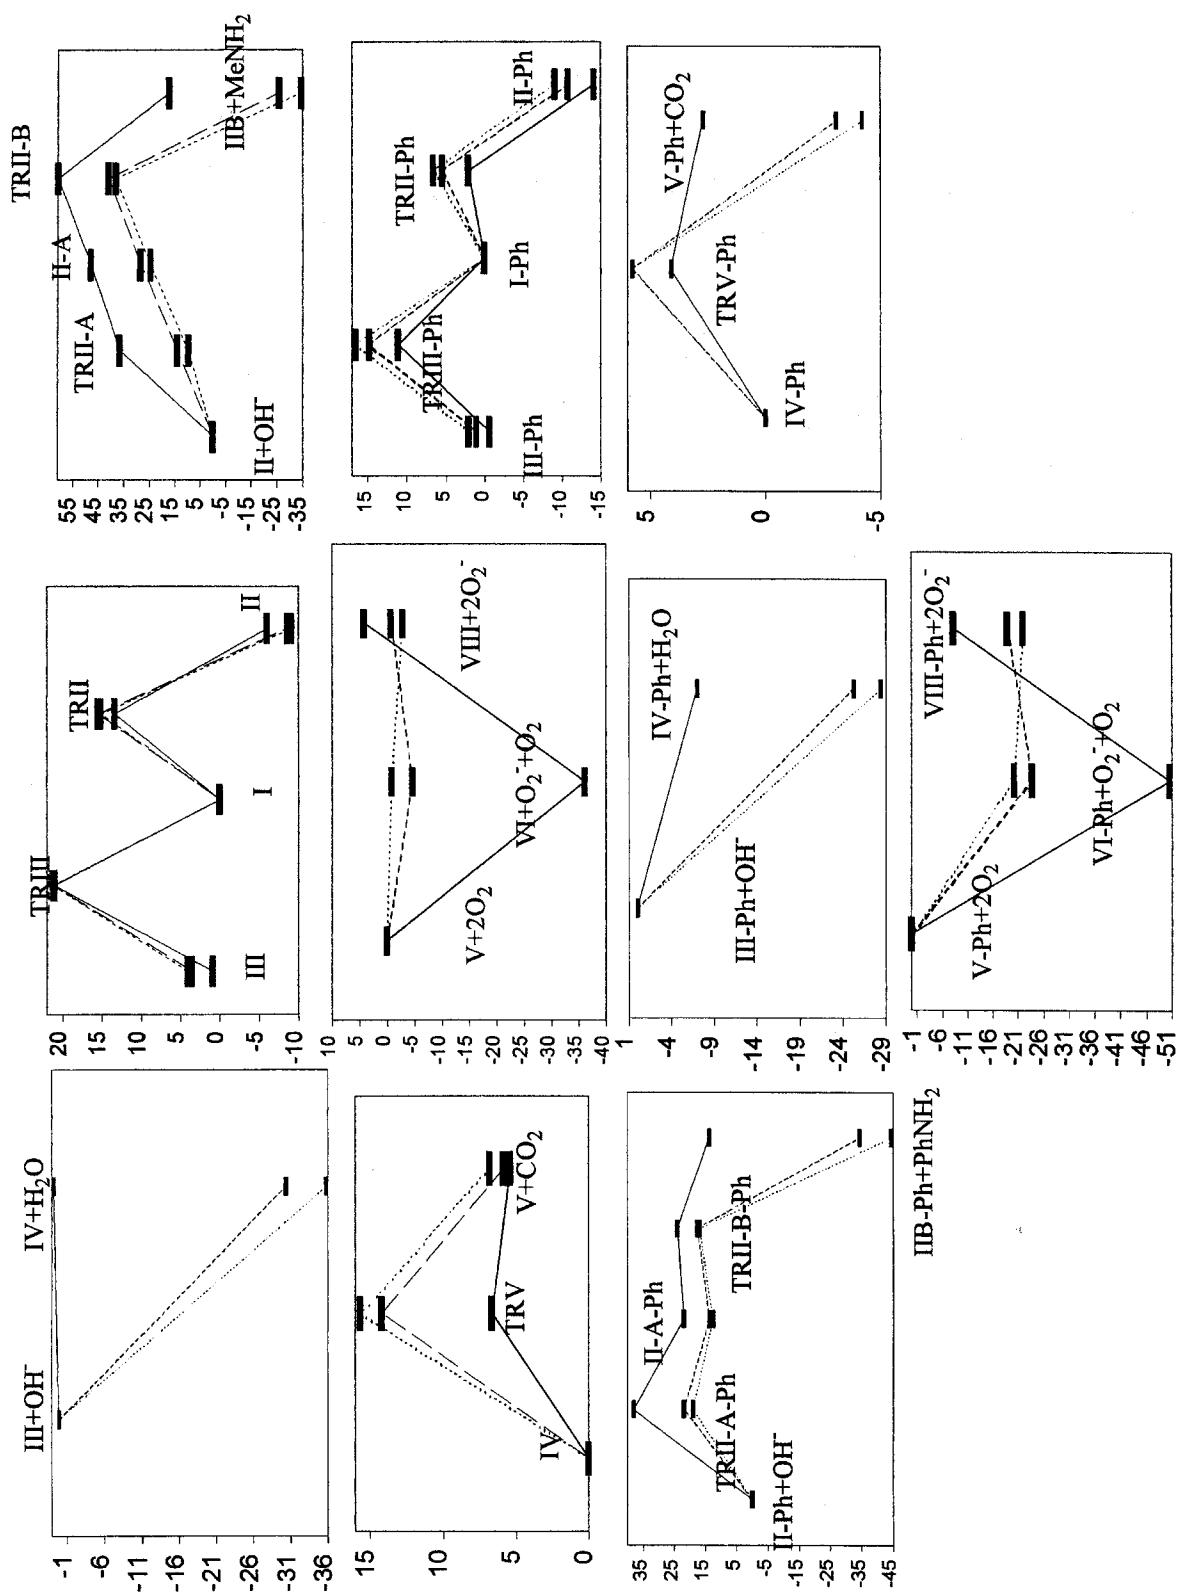 -1
-6
-11
-16
-21
-26
-31
-36
III+OH⁻
IV+H₂O
20
15
10
5
0
-5
-10
III
TRIII
I
TRII
II
55
45
35
25
15
5
-5
-15
-25
-35
II+OH⁻
TRII-A
II-A
TRII-B
IIB+MeNH₂
10
5
0
IV
TRV
V+CO₂
5
0
-5
-10
-15
-20
-25
-30
-35
-40
V+2O₂
VI+O₂⁻+O₂
VIII+2O₂⁻
15
10
5
0
-5
-10
-15
III-Ph
TRIII-Ph
I-Ph
TRII-Ph
II-Ph
35
25
15
5
-5
-15
-25
-35
-45
II-Ph+OH⁻
TRII-A-Ph
II-A-Ph
TRII-B-Ph
IIB-Ph+PhNH₂
1
-4
-9
-14
-19
-24
-29
III-Ph+OH⁻
IV-Ph+H₂O
5
0
-5
IV-Ph
TRV-Ph
V-Ph+CO₂
-1
-6
-11
-16
-21
-26
-31
-36
-41
-46
-51
V-Ph+2O₂
VI-Ph+O₂⁻+O₂
VIII-Ph+2O₂⁻